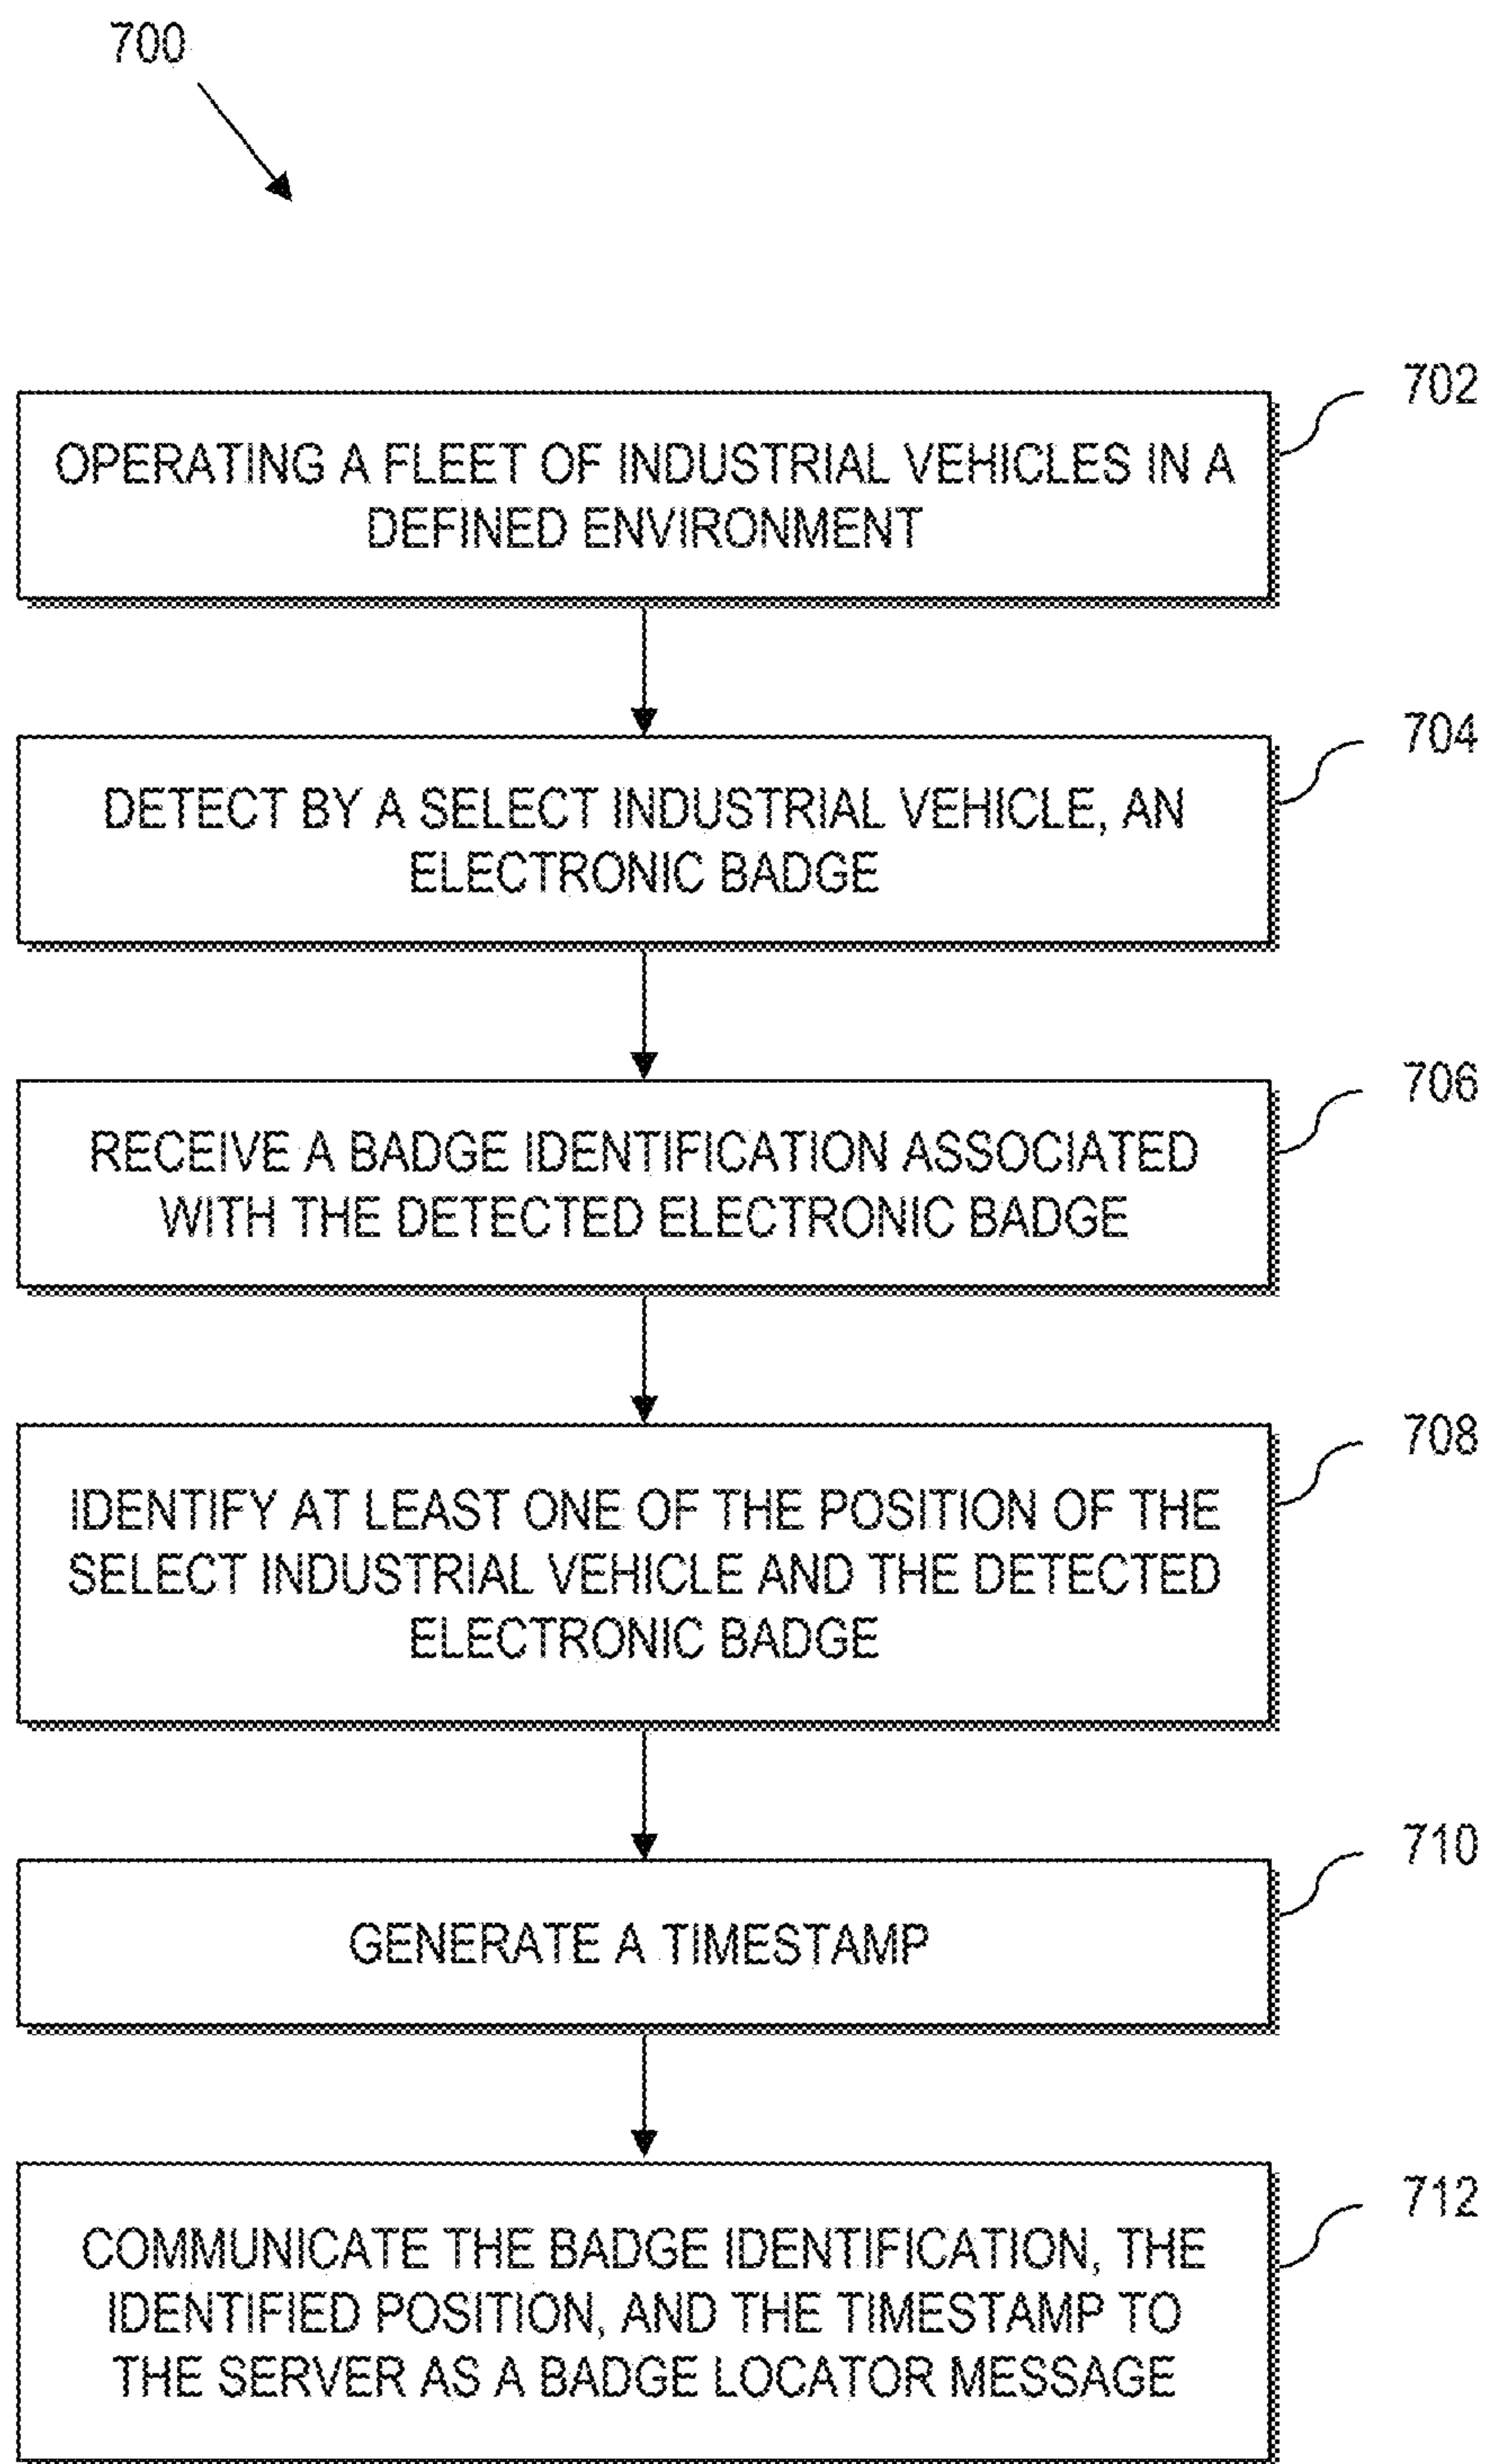 700
702
OPERATING A FLEET OF INDUSTRIAL VEHICLES IN A
DEFINED ENVIRONMENT
704
DETECT BY A SELECT INDUSTRIAL VEHICLE, AN
ELECTRONIC BADGE
706
RECEIVE A BADGE IDENTIFICATION ASSOCIATED
WITH THE DETECTED ELECTRONIC BADGE
708
IDENTIFY AT LEAST ONE OF THE POSITION OF THE
SELECT INDUSTRIAL VEHICLE AND THE DETECTED
ELECTRONIC BADGE
710
GENERATE A TIMESTAMP
712
COMMUNICATE THE BADGE IDENTIFICATION, THE
IDENTIFIED POSITION, AND THE TIMESTAMP TO
THE SERVER AS A BADGE LOCATOR MESSAGE